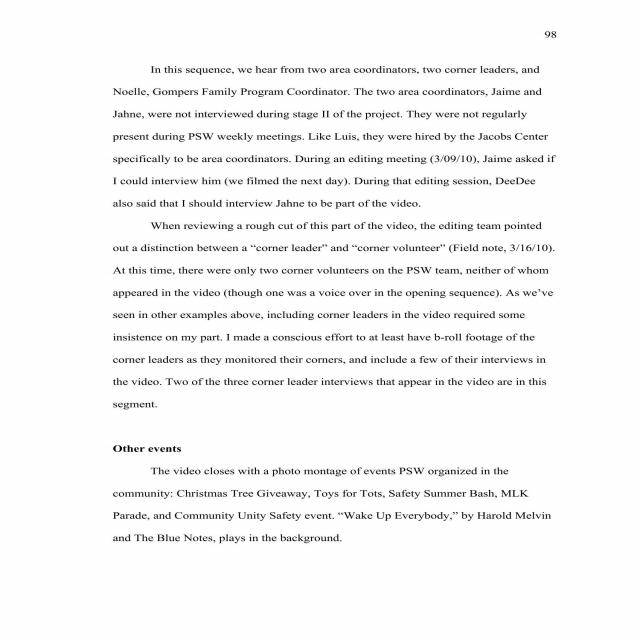 98
In this sequence, we hear from two area coordinators, two corner leaders, and
Noelle, Gompers Family Program Coordinator. The two area coordinators, Jaime and
Jahne, were not interviewed during stage II of the project. They were not regularly
present during PSW weekly meetings. Like Luis, they were hired by the Jacobs Center
specifically to be area coordinators. During an editing meeting (3/09/10), Jaime asked if
I could interview him (we filmed the next day). During that editing session, DeeDee
also said that I should interview Jahne to be part of the video.
When reviewing a rough cut of this part of the video, the editing team pointed
out a distinction between a “corner leader” and “corner volunteer” (Field note, 3/16/10).
At this time, there were only two corner volunteers on the PSW team, neither of whom
appeared in the video (though one was a voice over in the opening sequence). As we’ve
seen in other examples above, including corner leaders in the video required some
insistence on my part. I made a conscious effort to at least have b-roll footage of the
corner leaders as they monitored their corners, and include a few of their interviews in
the video. Two of the three corner leader interviews that appear in the video are in this
segment.
Other events
The video closes with a photo montage of events PSW organized in the
community: Christmas Tree Giveaway, Toys for Tots, Safety Summer Bash, MLK
Parade, and Community Unity Safety event. “Wake Up Everybody,” by Harold Melvin
and The Blue Notes, plays in the background.